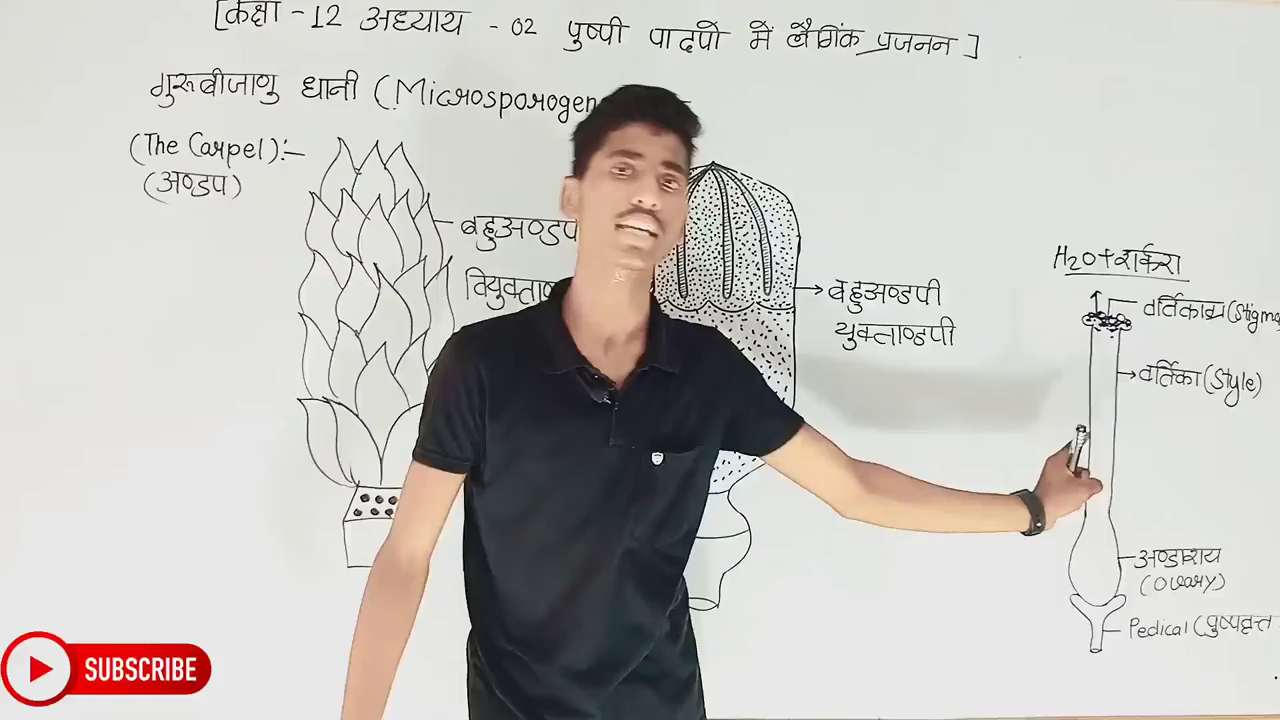 [कक्षा - 12 अध्याय - 02 पुष्पी पादपो में लैगिंक प्रजनन]
गुरूबीजाणु धानी (Microsporogen
(The Carpel):-
(अण्डप)
बहुअण्डप
वियुक्ताण
बहुअण्डपी
युक्ताण्डपी
H2O+शर्करा
वर्तिकाग्र (Stigma
वर्तिका (Style)
अण्डाशय
(Ovary)
Pedical (पुष्पवृन्त
SUBSCRIBE